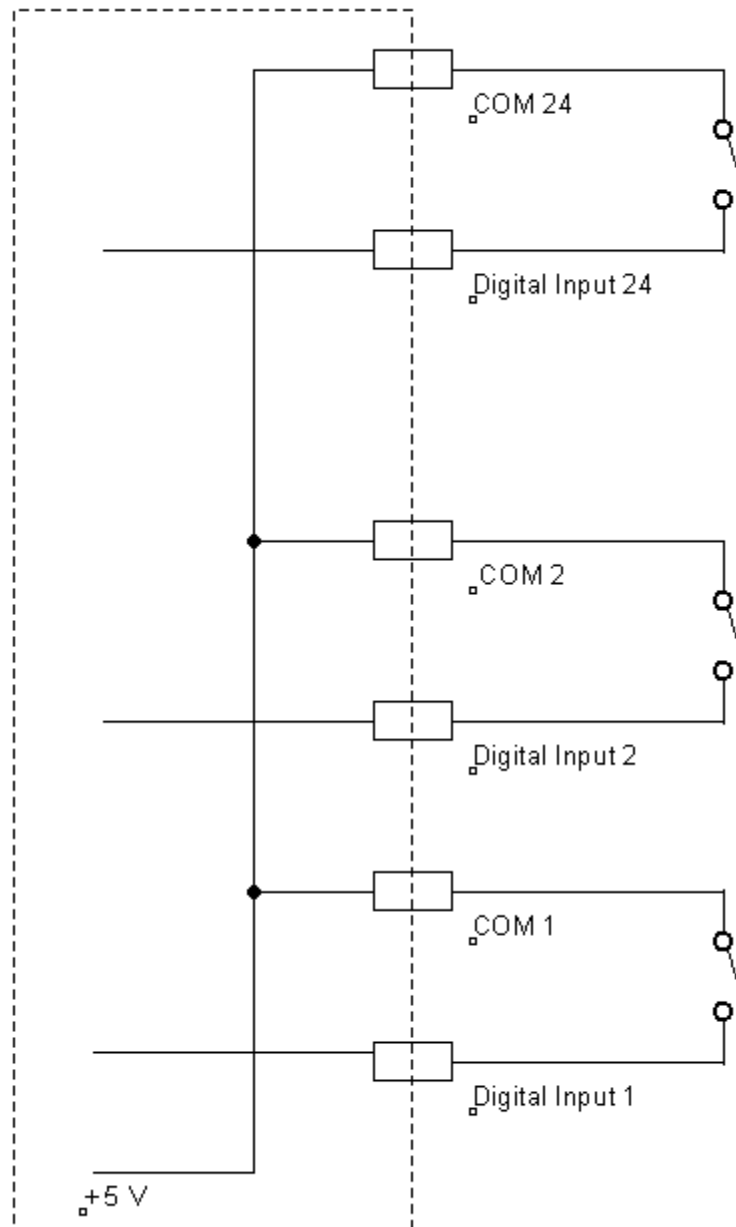 COM 24
Digital Input 24
COM 2
Digital Input 2
COM 1
Digital Input 1
+5 V